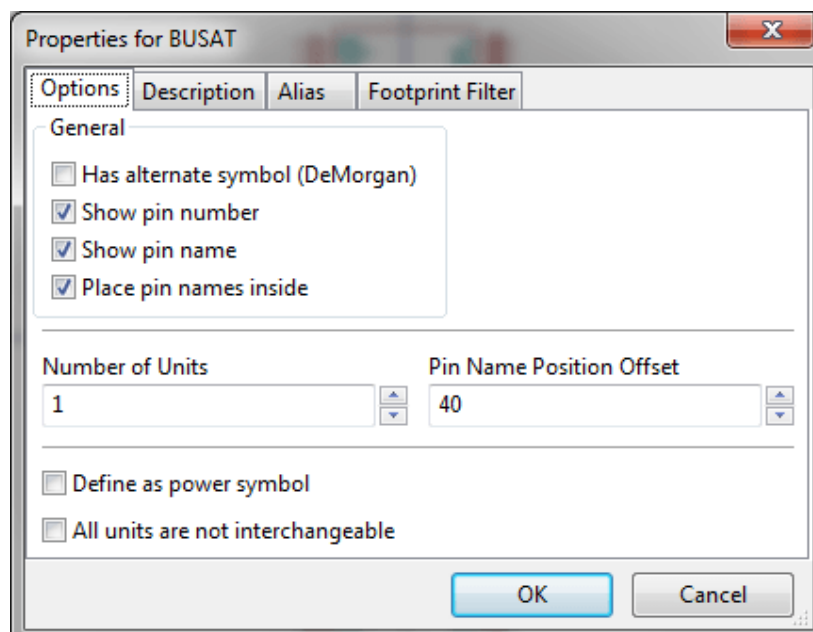 Properties for BUSAT
Options Description Alias Footprint Filter
General
Has alternate symbol (DeMorgan)
Show pin number
Show pin name
Place pin names inside
Number of Units Pin Name Position Offset
1 40
Define as power symbol
All units are not interchangeable
OK Cancel